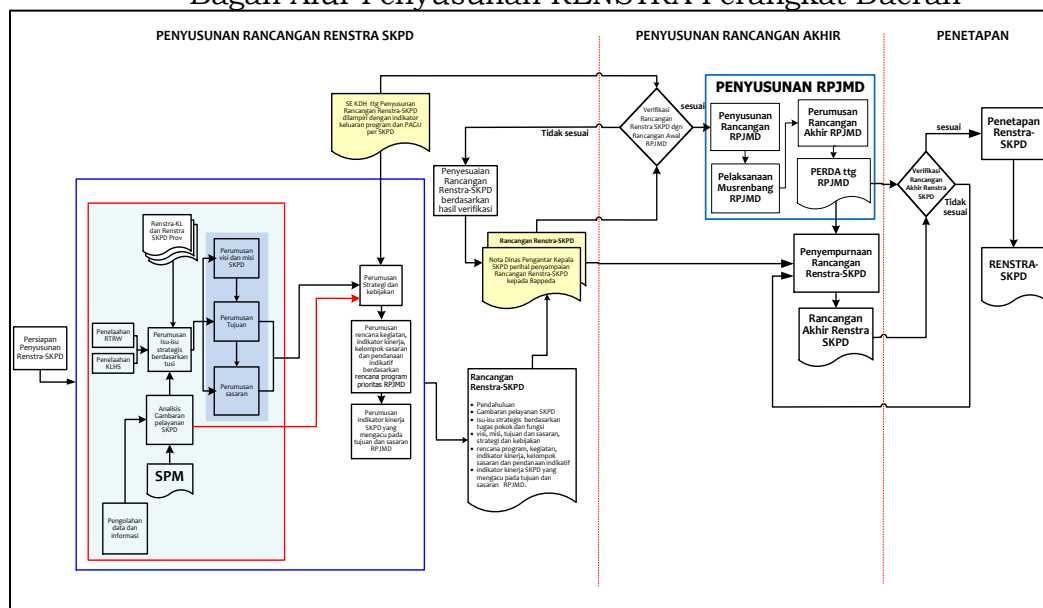 Bagan Alur Penyusunan RENSTRA Perangkat Daerah
PENYUSUNAN RANCANGAN RENSTRA SKPD
PENYUSUNAN RANCANGAN AKHIR
PENETAPAN
SE KDH ttg Penyusunan
Rancangan Renstra-SKPD
dilampiri dengan indikator
keluaran program dan PAGU
per SKPD
Verifikasi
Rancangan
Renstra SKPD dgn
Rancangan Awal
RPJMD
sesuai
Tidak sesuai
Penyesuaian
Rancangan
Renstra-SKPD
berdasarkan
hasil verifikasi
PENYUSUNAN RPJMD
Penyusunan
Rancangan
RPJMD
Pelaksanaan
Musrenbang
RPJMD
Perumusan
Rancangan
Akhir RPJMD
PERDA ttg
RPJMD
Verifikasi
Rancangan
Akhir Renstra
SKPD
sesuai
Tidak
sesuai
Penetapan
Renstra-
SKPD
RENSTRA-
SKPD
Renstra-KL
dan Renstra
SKPD Prov
Perumusan
visi dan misi
SKPD
Perumusan
Tujuan
Perumusan
sasaran
Persiapan
Penyusunan
Renstra-SKPD
Penelaahan
RTRW
Penelaahan
KLHS
Perumusan
Isu-isu
strategis
berdasarkan
tusi
Analisis
Gambaran
pelayanan
SKPD
SPM
Pengolahan
data dan
informasi
Perumusan
Strategi dan
kebijakan
Perumusan
rencana kegiatan,
indikator kinerja,
kelompok sasaran
dan pendanaan
indikatif
berdasarkan
rencana program
prioritas RPJMD
Perumusan
indikator kinerja
SKPD yang
mengacu pada
tujuan dan sasaran
RPJMD
Rancangan Renstra-SKPD
Nota Dinas Pengantar Kepala
SKPD perihal penyampaian
Rancangan Renstra-SKPD
kepada Bappeda
Rancangan
Renstra-SKPD
• Pendahuluan
• Gambaran pelayanan SKPD
• isu-isu strategis berdasarkan
tugas pokok dan fungsi
• visi, misi, tujuan dan sasaran,
strategi dan kebijakan
• rencana program, kegiatan,
indikator kinerja, kelompok
sasaran dan pendanaan indikatif
• indikator kinerja SKPD yang
mengacu pada tujuan dan
sasaran RPJMD.
Penyempurnaan
Rancangan
Renstra-SKPD
Rancangan
Akhir Renstra
SKPD